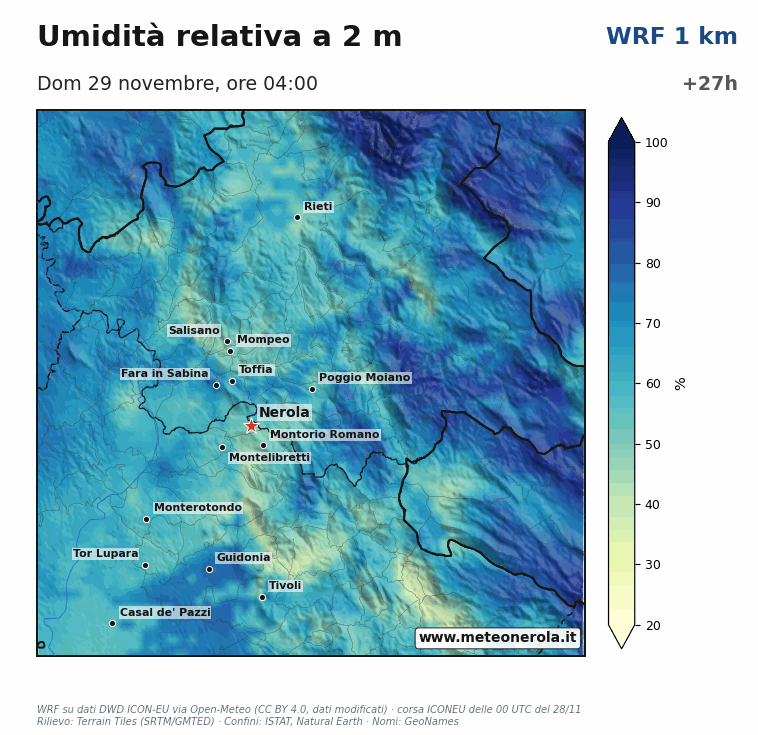 Umidità relativa a 2 m
WRF 1 km
Dom 29 novembre, ore 04:00
+27h
100
90
80
70
60
50
40
30
20
%
Rieti
Salisano
Mompeo
Toffia
Fara in Sabina
Poggio Moiano
Nerola
Montorio Romano
Montelibretti
Monterotondo
Tor Lupara
Guidonia
Tivoli
Casal de' Pazzi
www.meteonerola.it
WRF su dati DWD ICON-EU via Open-Meteo (CC BY 4.0, dati modificati) · corsa ICONEU delle 00 UTC del 28/11
Rilievo: Terrain Tiles (SRTM/GMTED) · Confini: ISTAT, Natural Earth · Nomi: GeoNames